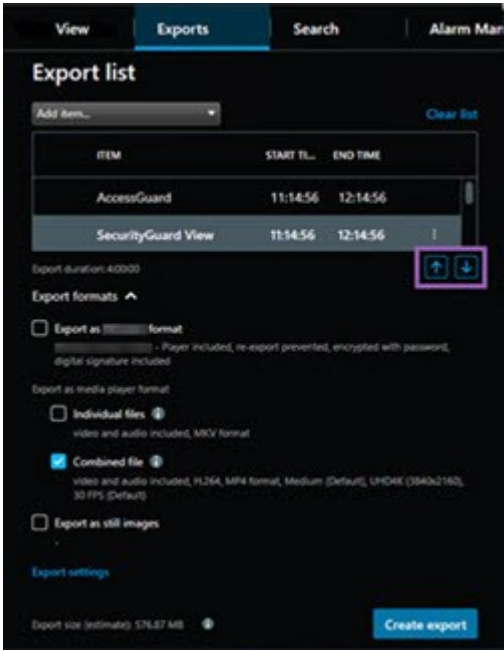 View Exports Search Alarm Mar
Export list
Add item... Clear list
ITEM START TI... END TIME
AccessGuard 11:14:56 12:14:56
SecurityGuard View 11:14:56 12:14:56
Export duration: 4:00:00
Export formats
Export as format
- Player included, re-export prevented, encrypted with password,
digital signature included
Export as media player format
Individual files
video and audio included, MKV format
Combined file
video and audio included, H.264, MP4 format, Medium (Default), UHD4K (3840x2160),
30 FPS (Default)
Export as still images
-
Export settings
Export size (estimate): 576.87 MB
Create export